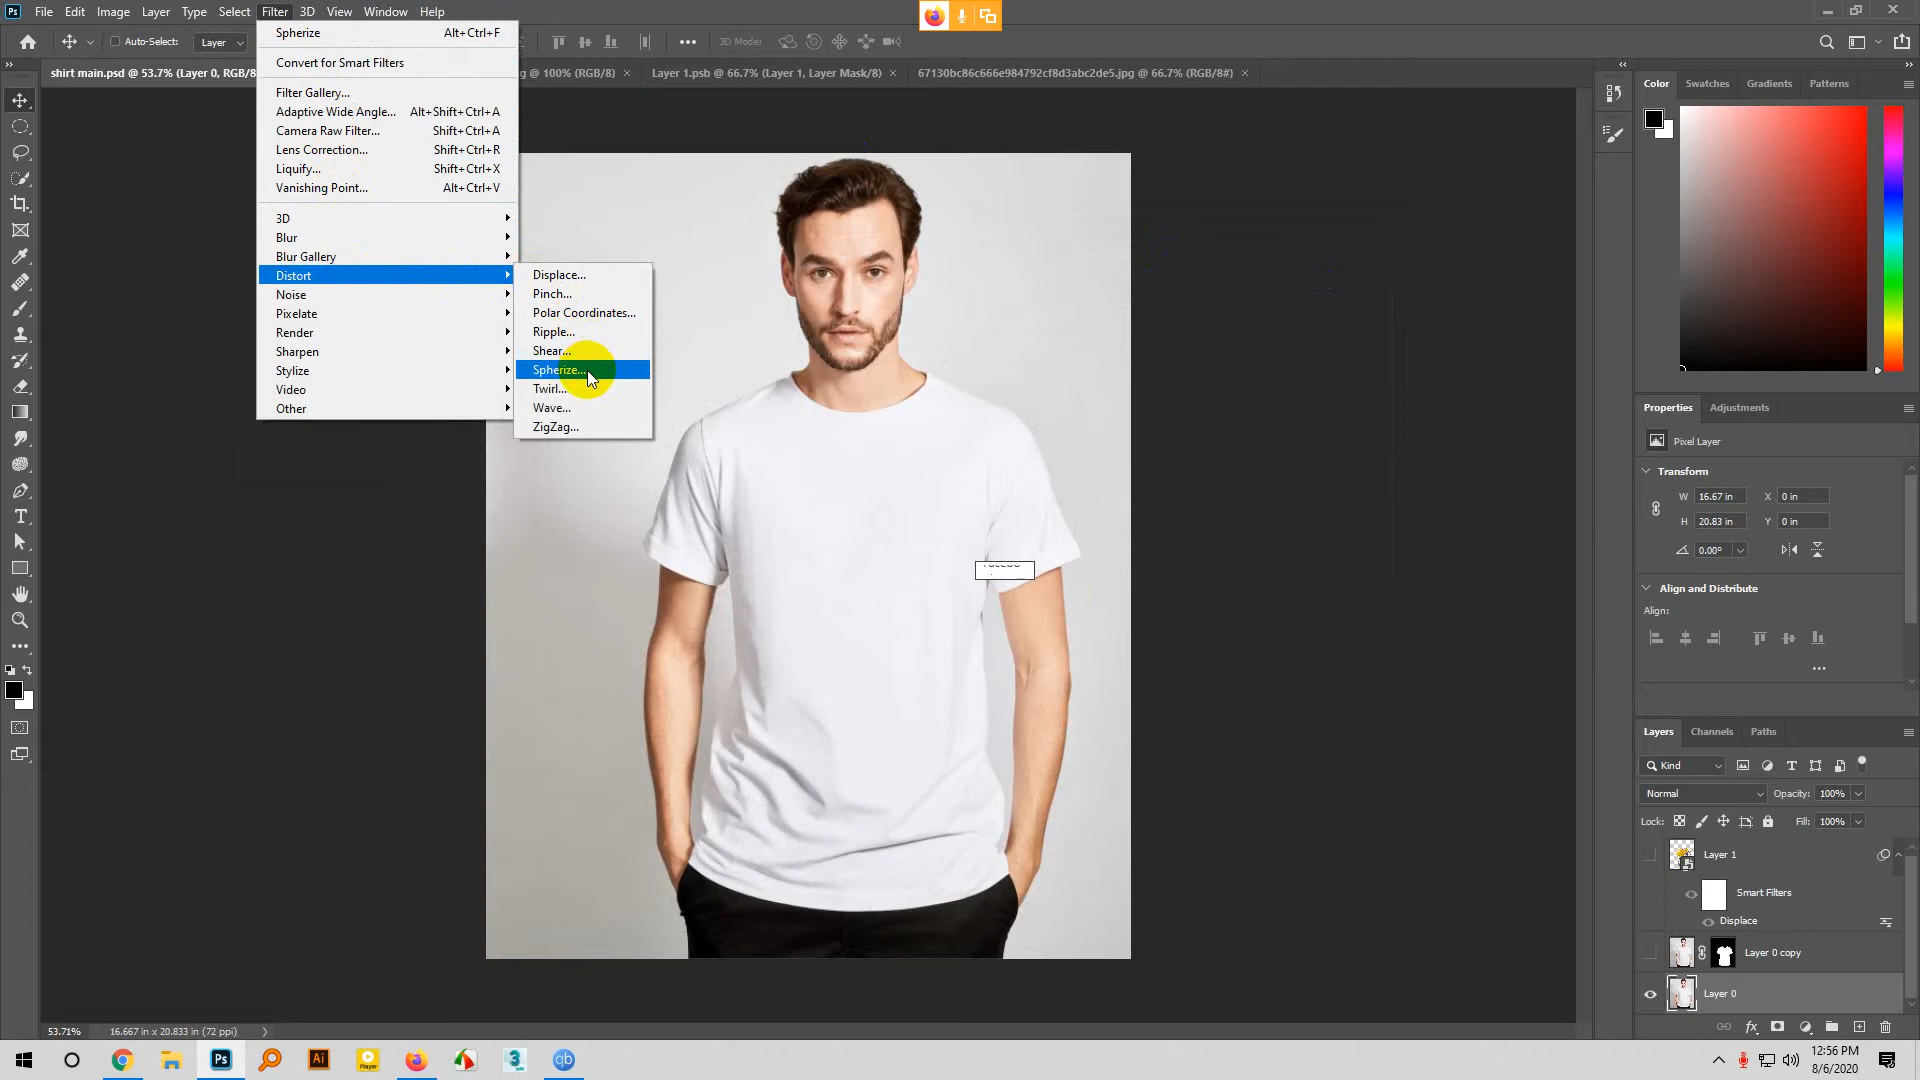 Ps File Edit Image Layer Type Select Filter 3D View Window Help
Auto-Select: Layer 3D Mode:
shirt main.psd @ 53.7% (Layer 0, RGB/8 g @ 100% (RGB/8) × Layer 1.psb @ 66.7% (Layer 1, Layer Mask/8) × 67130bc86c666e984792cf8d3abc2de5.jpg @ 66.7% (RGB/8#) ×
Spherize Alt+Ctrl+F
Convert for Smart Filters
Filter Gallery...
Adaptive Wide Angle... Alt+Shift+Ctrl+A
Camera Raw Filter... Shift+Ctrl+A
Lens Correction... Shift+Ctrl+R
Liquify... Shift+Ctrl+X
Vanishing Point... Alt+Ctrl+V
3D
Blur
Blur Gallery
Distort
Noise
Pixelate
Render
Sharpen
Stylize
Video
Other
Displace...
Pinch...
Polar Coordinates...
Ripple...
Shear...
Spherize...
Twirl...
Wave...
ZigZag...
Color Swatches Gradients Patterns
Properties Adjustments
Pixel Layer
Transform
W 16.67 in X 0 in
H 20.83 in Y 0 in
0.00°
Align and Distribute
Align:
Layers Channels Paths
Kind
Normal Opacity: 100%
Lock: Fill: 100%
Layer 1
Smart Filters
Displace
Layer 0 copy
Layer 0
53.71% 16.667 in x 20.833 in (72 ppi)
Ps Ai Player 3 qb
12:56 PM
8/6/2020